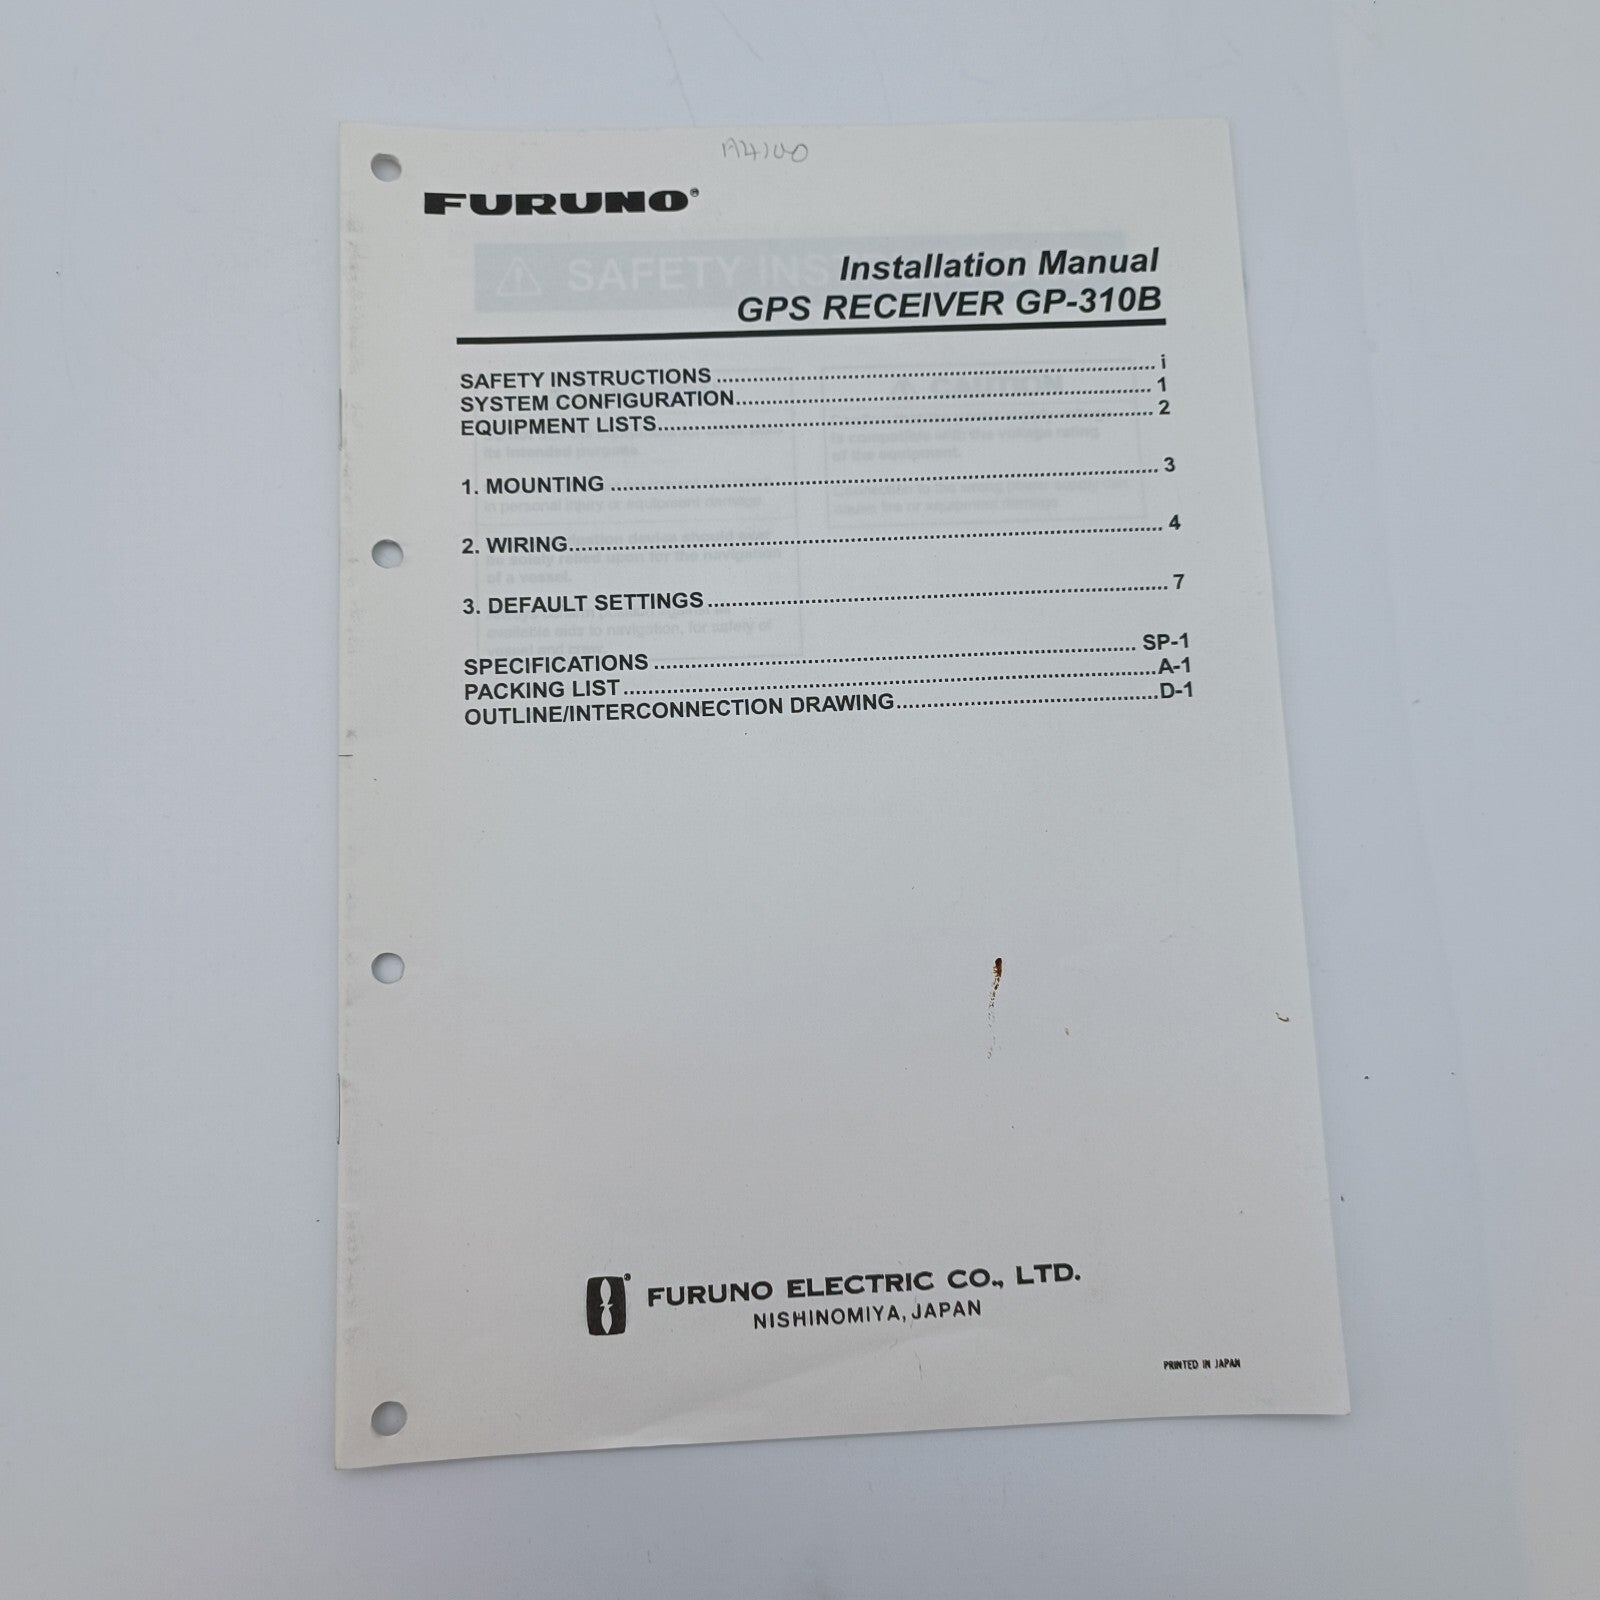 FURUNO®
Installation Manual
GPS RECEIVER GP-310B
SAFETY INSTRUCTIONS ........ i
SYSTEM CONFIGURATION........ 1
EQUIPMENT LISTS........ 2
1. MOUNTING ........ 3
2. WIRING........ 4
3. DEFAULT SETTINGS ........ 7
SPECIFICATIONS ........ SP-1
PACKING LIST ........ A-1
OUTLINE/INTERCONNECTION DRAWING........ D-1
® FURUNO ELECTRIC CO., LTD.
NISHINOMIYA, JAPAN
PRINTED IN JAPAN